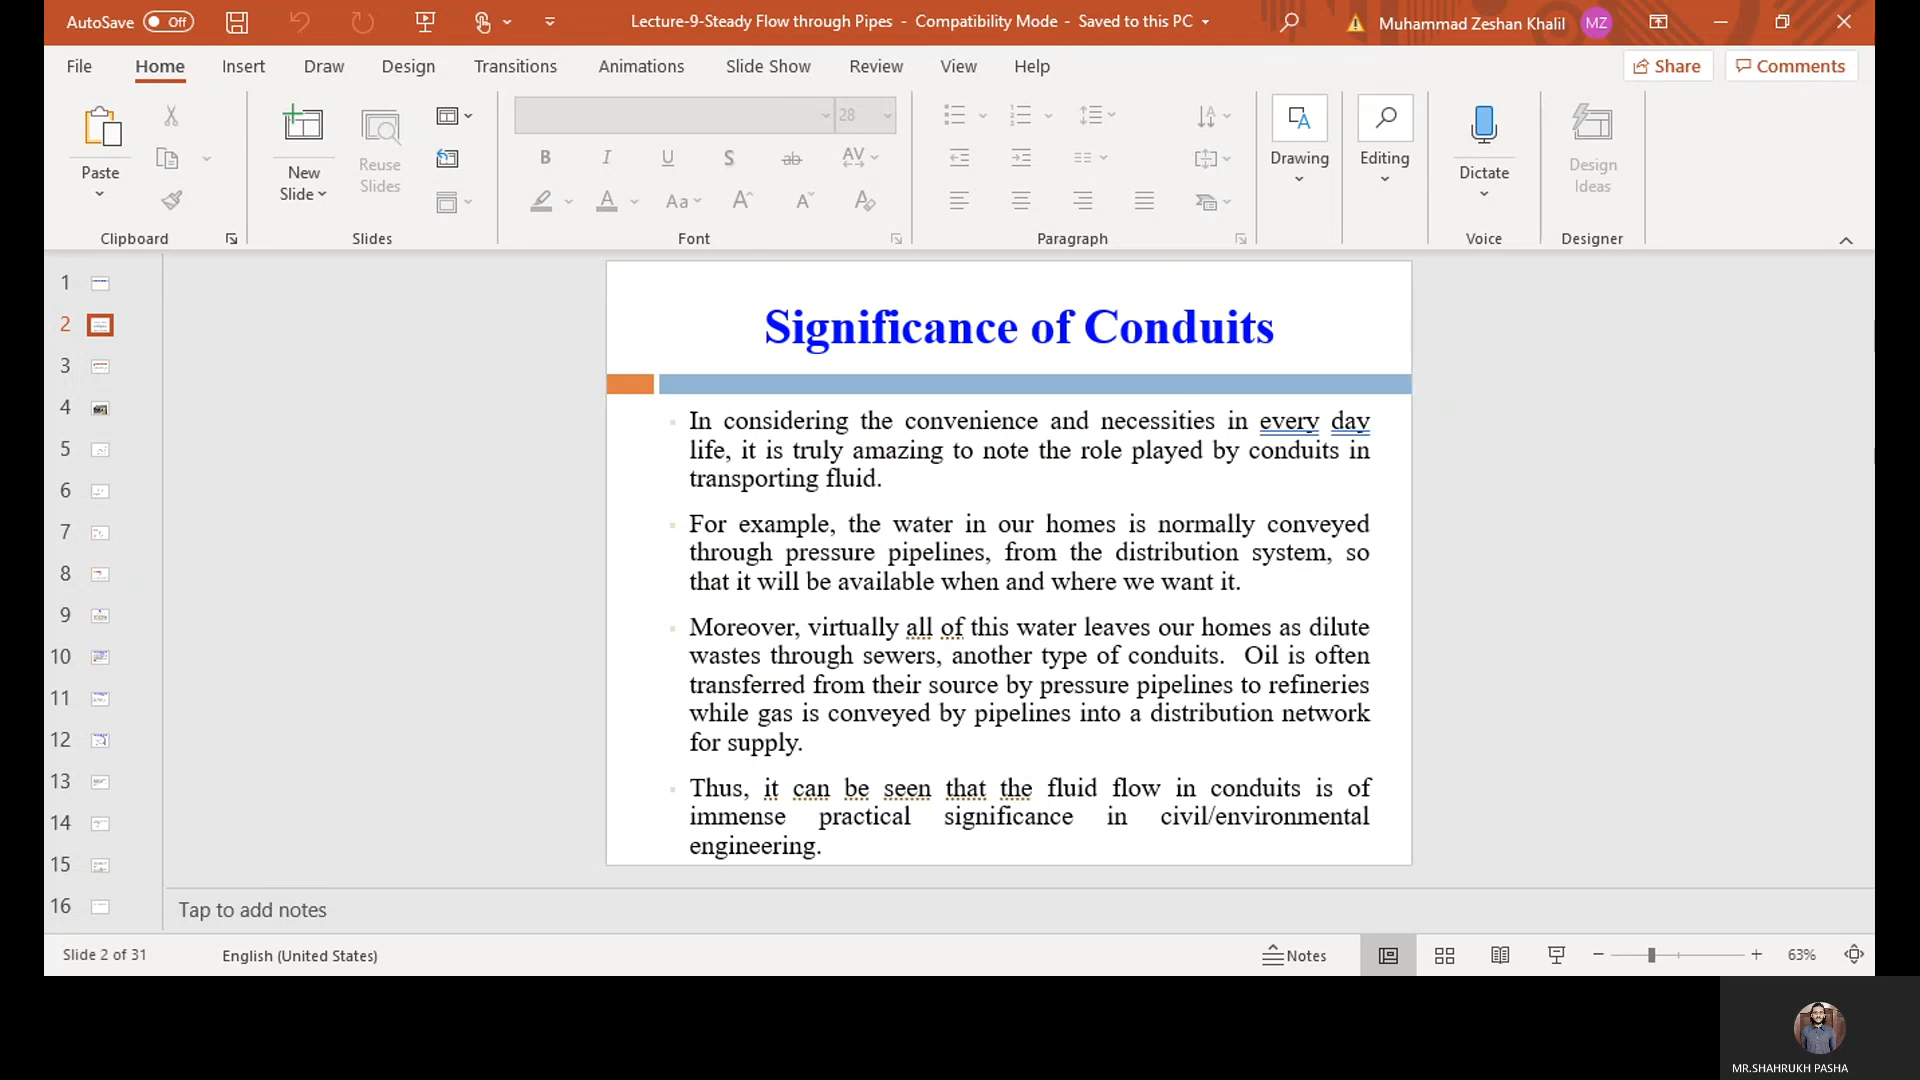 AutoSave Off
Lecture-9-Steady Flow through Pipes - Compatibility Mode - Saved to this PC
Muhammad Zeshan Khalil MZ
File Home Insert Draw Design Transitions Animations Slide Show Review View Help
Share Comments
Paste
New
Slide
Reuse
Slides
28
B I U S ab AV
Aa A A
Drawing
Editing
Dictate
Design
Ideas
Clipboard Slides Font Paragraph Voice Designer
1
2
3
4
5
6
7
8
9
10
11
12
13
14
15
16
Significance of Conduits
In considering the convenience and necessities in every day
life, it is truly amazing to note the role played by conduits in
transporting fluid.
For example, the water in our homes is normally conveyed
through pressure pipelines, from the distribution system, so
that it will be available when and where we want it.
Moreover, virtually all of this water leaves our homes as dilute
wastes through sewers, another type of conduits. Oil is often
transferred from their source by pressure pipelines to refineries
while gas is conveyed by pipelines into a distribution network
for supply.
Thus, it can be seen that the fluid flow in conduits is of
immense practical significance in civil/environmental
engineering.
Tap to add notes
Slide 2 of 31 English (United States) Notes 63%
MR.SHAHRUKH PASHA